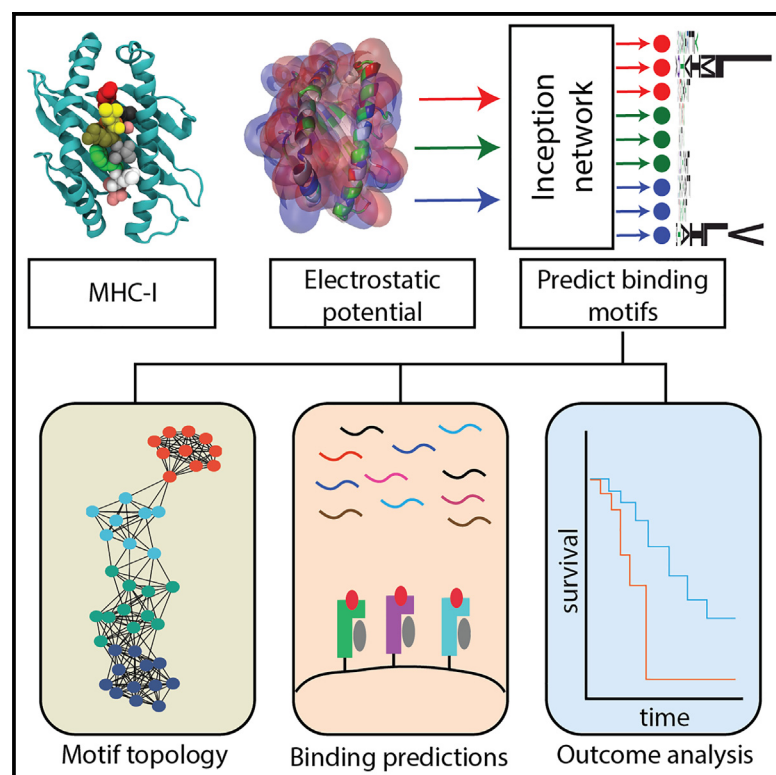 Inception
network
MHC-I
Electrostatic
potential
Predict binding
motifs
survival
time
Motif topology
Binding predictions
Outcome analysis